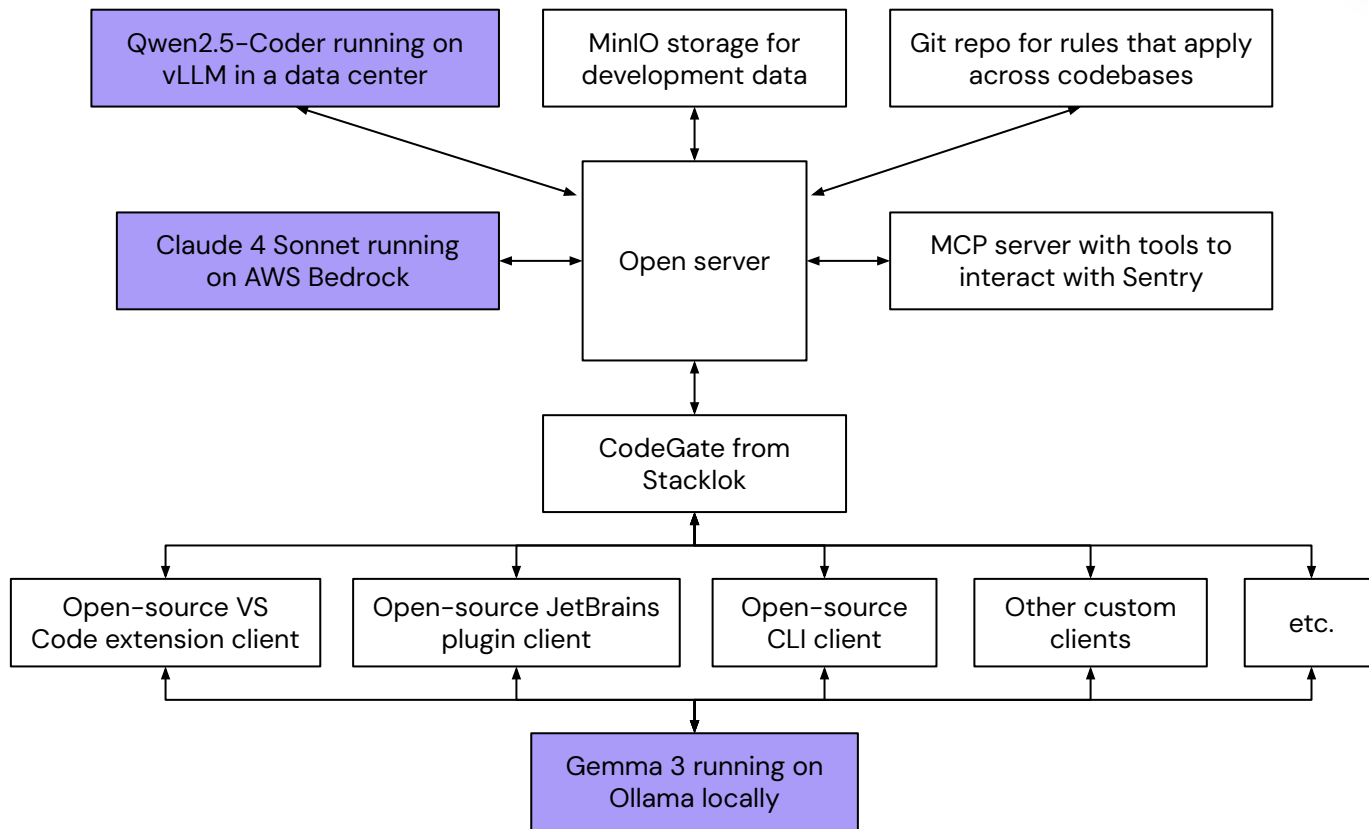 Qwen2.5-Coder running on
vLLM in a data center
MinIO storage for
development data
Git repo for rules that apply
across codebases
Claude 4 Sonnet running
on AWS Bedrock
Open server
MCP server with tools to
interact with Sentry
CodeGate from
Stacklok
Open-source VS
Code extension client
Open-source JetBrains
plugin client
Open-source
CLI client
Other custom
clients
etc.
Gemma 3 running on
Ollama locally